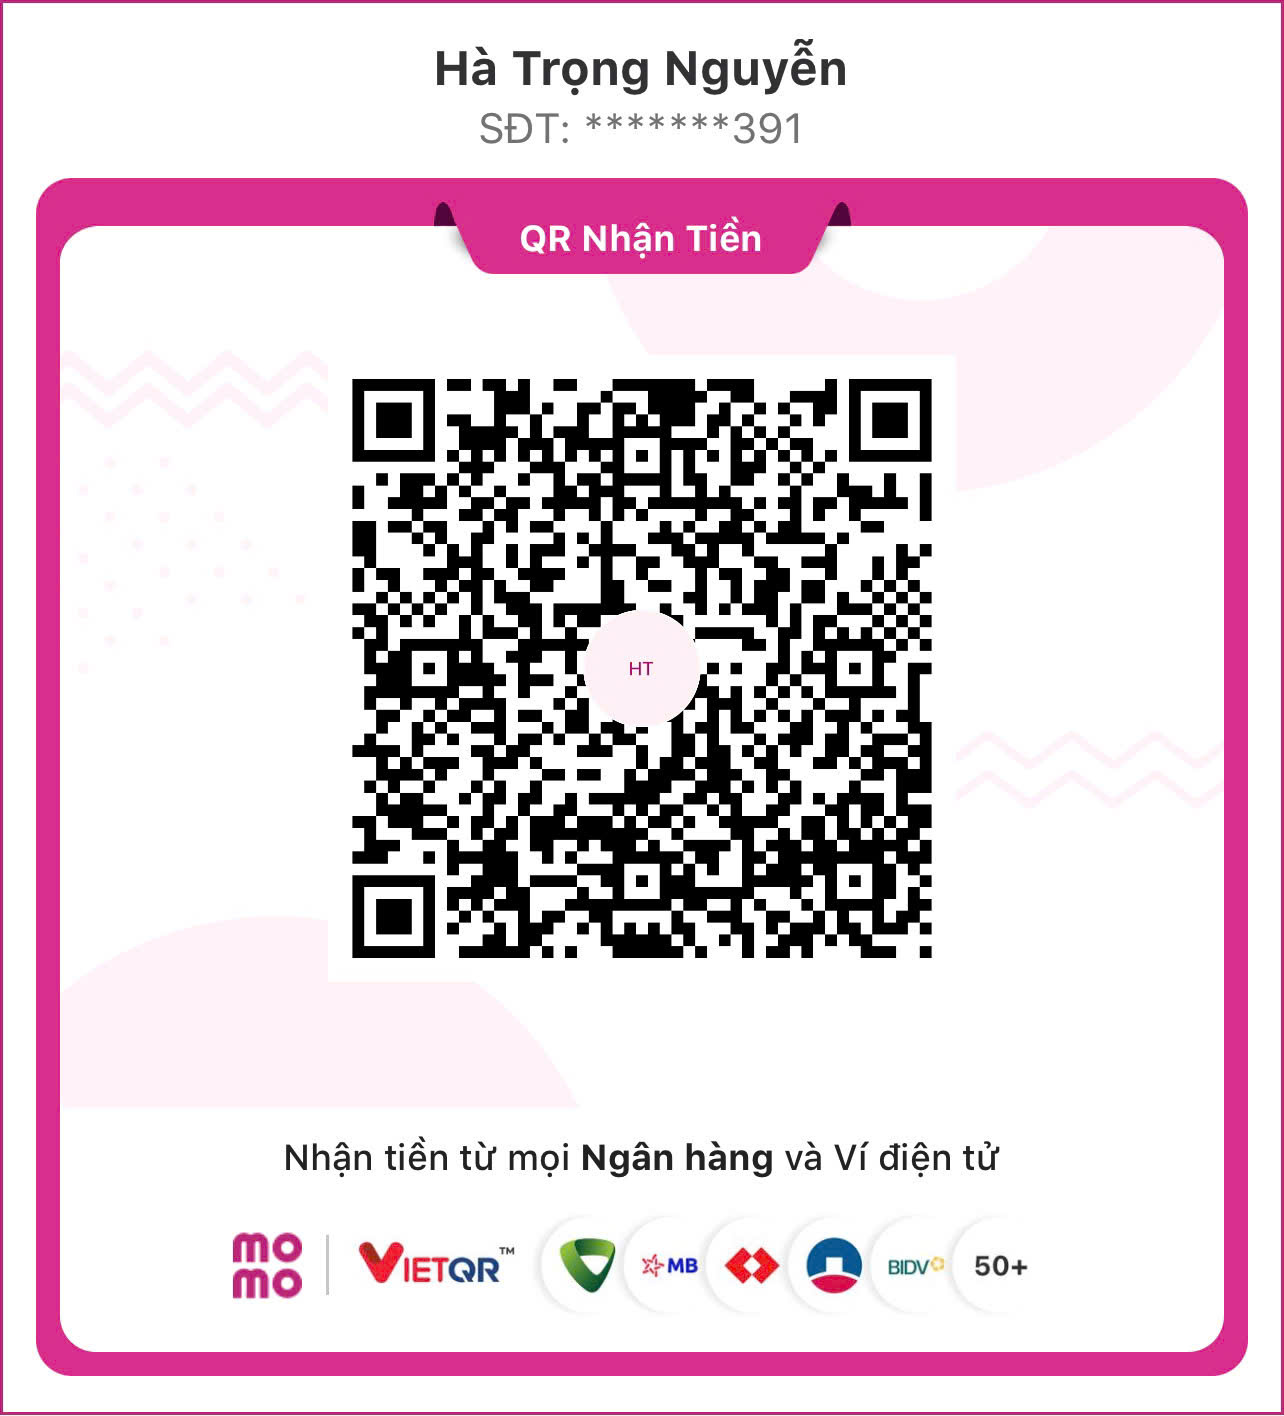 Hà Trọng Nguyễn
SĐT: *******391
QR Nhận Tiền
HT
Nhận tiền từ mọi Ngân hàng và Ví điện tử
mo mo VIETQR™ MB BIDV 50+